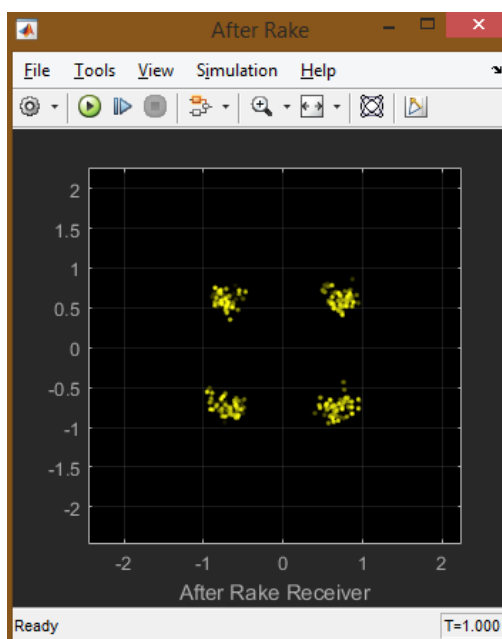 After Rake
File Tools View Simulation Help
2
1.5
1
0.5
0
-0.5
-1
-1.5
-2
-2 -1 0 1 2
After Rake Receiver
Ready T=1.000